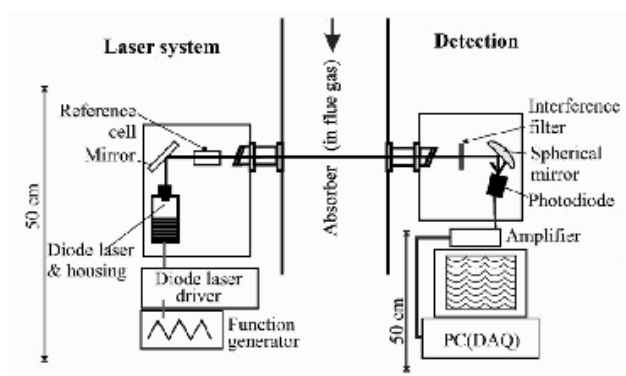 Laser system
Detection
Absorber (in flue gas)
Reference
cell
Mirror
50 cm
Diode laser
& housing
Diode laser
driver
Function
generator
Interference
filter
Spherical
mirror
Photodiode
Amplifier
50 cm
PC(DAQ)